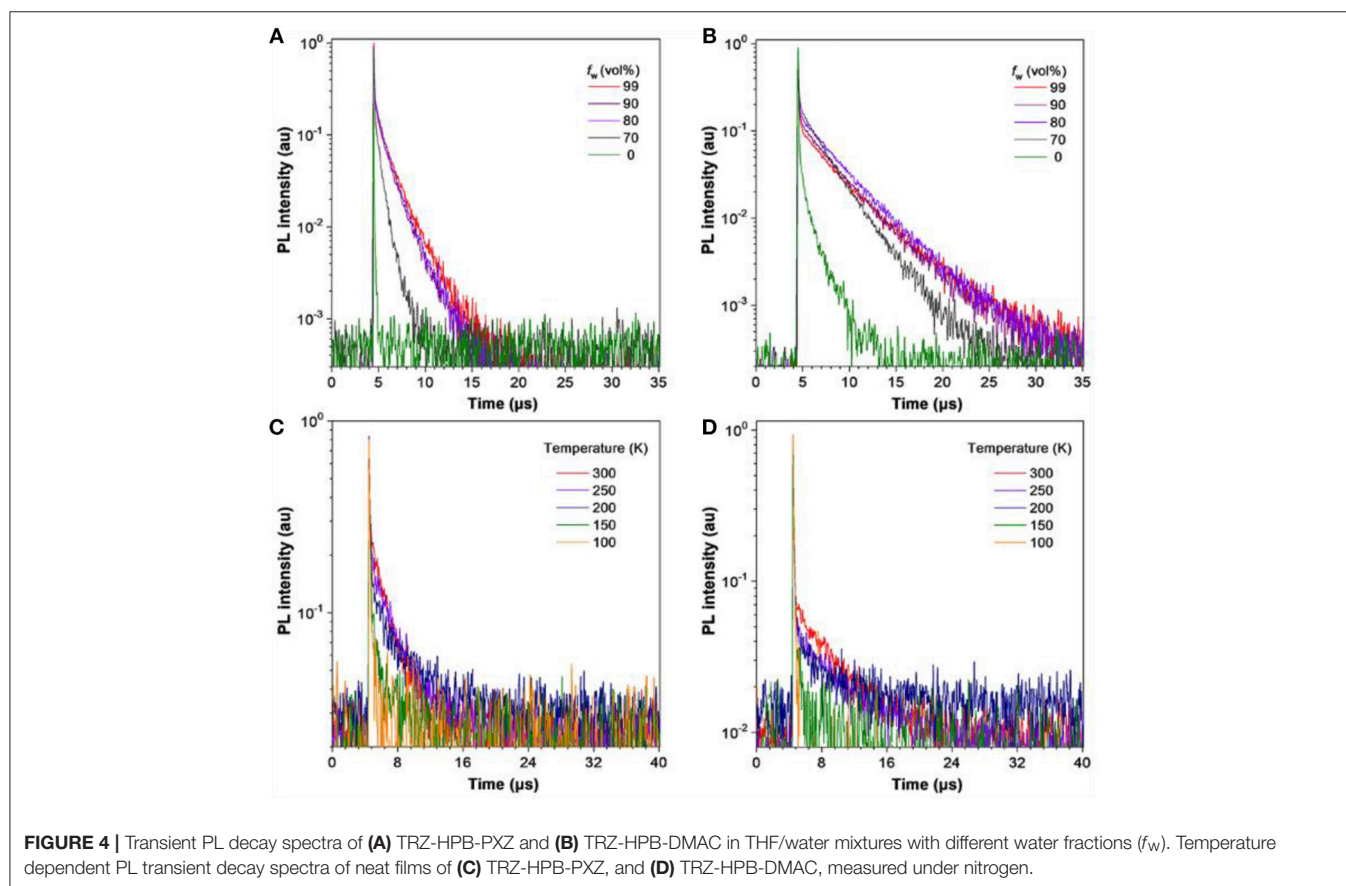 A
10⁰
10⁻¹
10⁻²
10⁻³
PL intensity (au)
f_w (vol%)
99
90
80
70
0
0 5 10 15 20 25 30 35
Time (µs)
B
10⁰
10⁻¹
10⁻²
10⁻³
PL intensity (au)
f_w (vol%)
99
90
80
70
0
0 5 10 15 20 25 30 35
Time (µs)
C
10⁰
10⁻¹
PL intensity (au)
Temperature (K)
300
250
200
150
100
0 8 16 24 32 40
Time (µs)
D
10⁰
10⁻¹
10⁻²
PL intensity (au)
Temperature (K)
300
250
200
150
100
0 8 16 24 32 40
Time (µs)
FIGURE 4 | Transient PL decay spectra of (A) TRZ-HPB-PXZ and (B) TRZ-HPB-DMAC in THF/water mixtures with different water fractions (f_w). Temperature
dependent PL transient decay spectra of neat films of (C) TRZ-HPB-PXZ, and (D) TRZ-HPB-DMAC, measured under nitrogen.